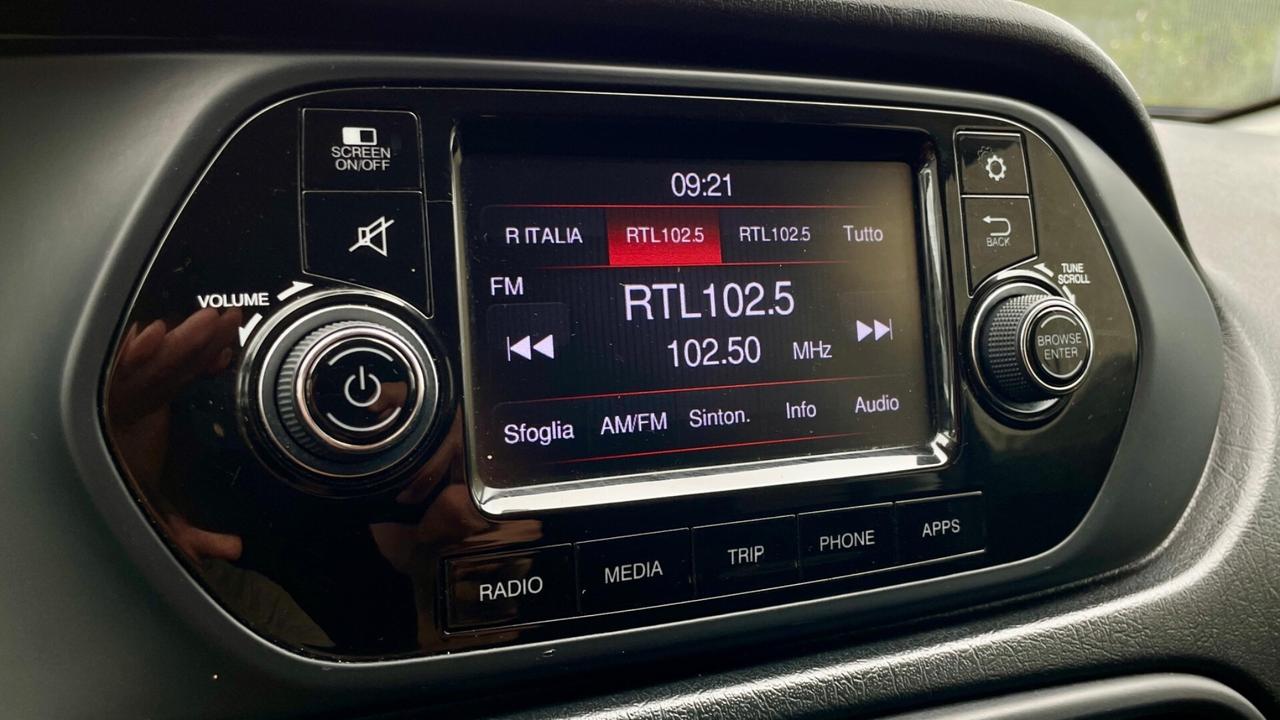 SCREEN
ON/OFF
09:21
R ITALIA RTL102.5 RTL102.5 Tutto
BACK
FM
RTL102.5
TUNE
SCROLL
VOLUME
102.50 MHz
BROWSE
ENTER
Sfoglia AM/FM Sinton. Info Audio
RADIO MEDIA TRIP PHONE APPS